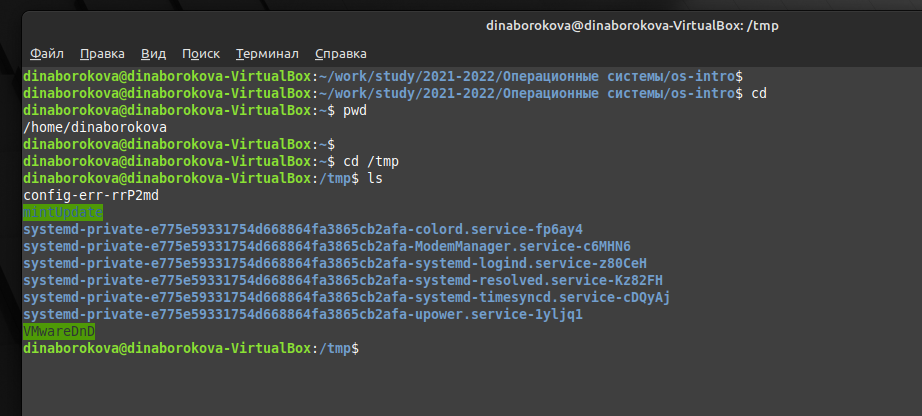 dinaborokova@dinaborokova-VirtualBox: /tmp
Файл Правка Вид Поиск Терминал Справка
dinaborokova@dinaborokova-VirtualBox:~/work/study/2021-2022/Операционные системы/os-intro$
dinaborokova@dinaborokova-VirtualBox:~/work/study/2021-2022/Операционные системы/os-intro$ cd
dinaborokova@dinaborokova-VirtualBox:~$ pwd
/home/dinaborokova
dinaborokova@dinaborokova-VirtualBox:~$
dinaborokova@dinaborokova-VirtualBox:~$ cd /tmp
dinaborokova@dinaborokova-VirtualBox:/tmp$ ls
config-err-rrP2md
mintUpdate
systemd-private-e775e59331754d668864fa3865cb2afa-colord.service-fp6ay4
systemd-private-e775e59331754d668864fa3865cb2afa-ModemManager.service-c6MHN6
systemd-private-e775e59331754d668864fa3865cb2afa-systemd-logind.service-z80CeH
systemd-private-e775e59331754d668864fa3865cb2afa-systemd-resolved.service-Kz82FH
systemd-private-e775e59331754d668864fa3865cb2afa-systemd-timesyncd.service-cDQyAj
systemd-private-e775e59331754d668864fa3865cb2afa-upower.service-1yljq1
VMwareDnD
dinaborokova@dinaborokova-VirtualBox:/tmp$